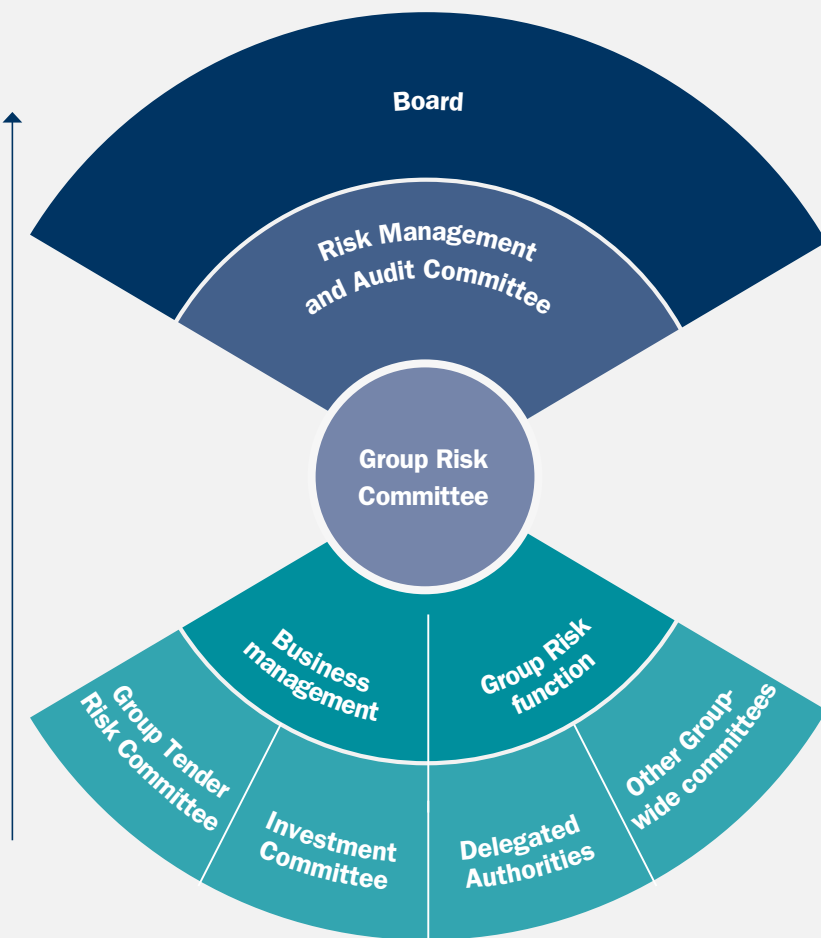 Board
Risk Management
and Audit Committee
Group Risk
Committee
Business
management
Group Risk
function
Group Tender
Risk Committee
Investment
Committee
Delegated
Authorities
Other Group-
wide committees